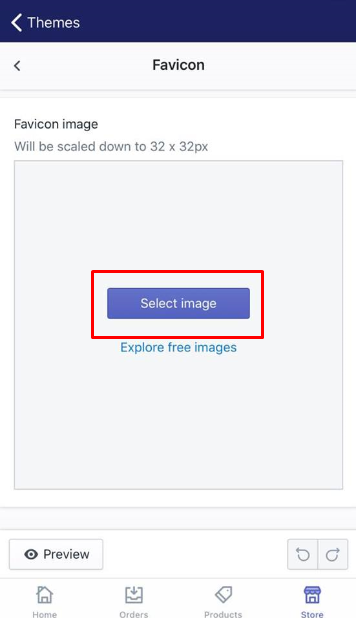 Themes
Favicon
Favicon image
Will be scaled down to 32 x 32px
Select image
Explore free images
Preview
Home Orders Products Store